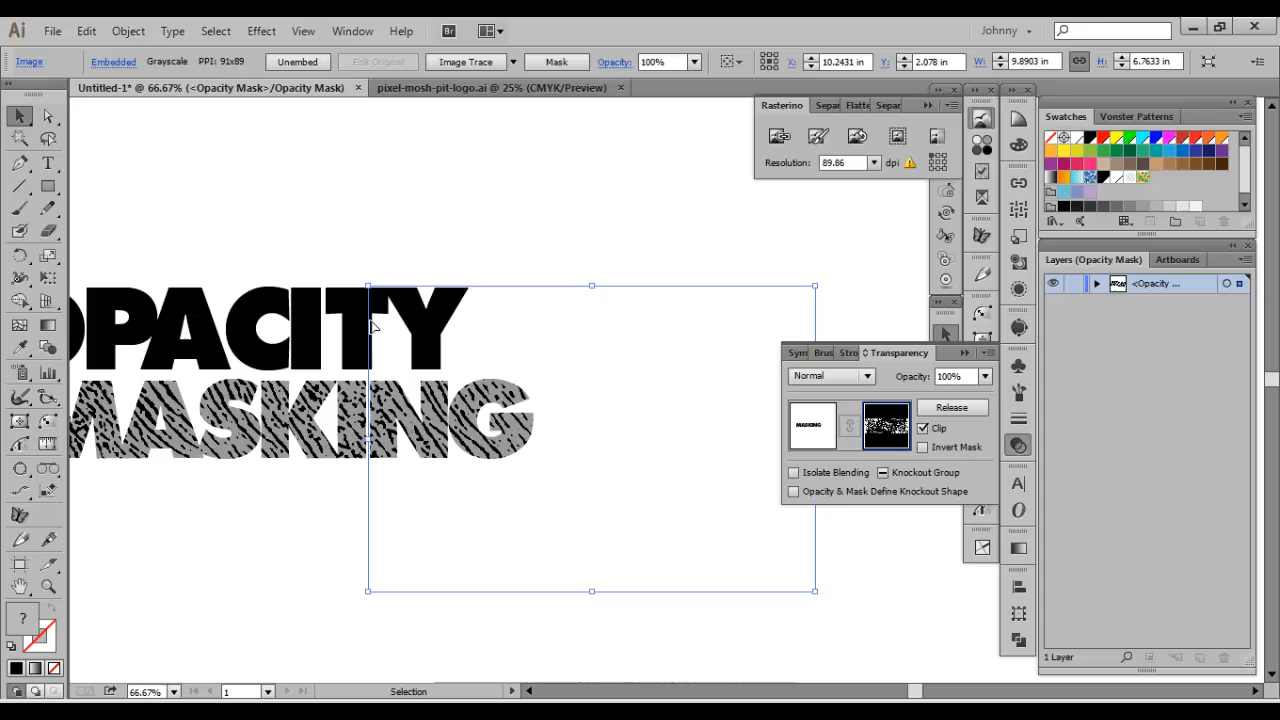 Ai File Edit Object Type Select Effect View Window Help Br Johnny
Image Embedded Grayscale PPI: 91x89 Unembed Edit Original Image Trace Mask Opacity: 100% X: 10.2431 in Y: 2.078 in W: 9.8903 in H: 6.7633 in
Untitled-1* @ 66.67% (<Opacity Mask>/Opacity Mask) pixel-mosh-pit-logo.ai @ 25% (CMYK/Preview)
Rasterino Separ Flatte Separ
Resolution: 89.86 dpi
Swatches Vonster Patterns
Layers (Opacity Mask) Artboards
<Opacity ...
OPACITY
MASKING
Sym Brus Stro Transparency
Normal Opacity: 100%
MASKING
Release
Clip
Invert Mask
Isolate Blending Knockout Group
Opacity & Mask Define Knockout Shape
1 Layer
66.67% 1 Selection